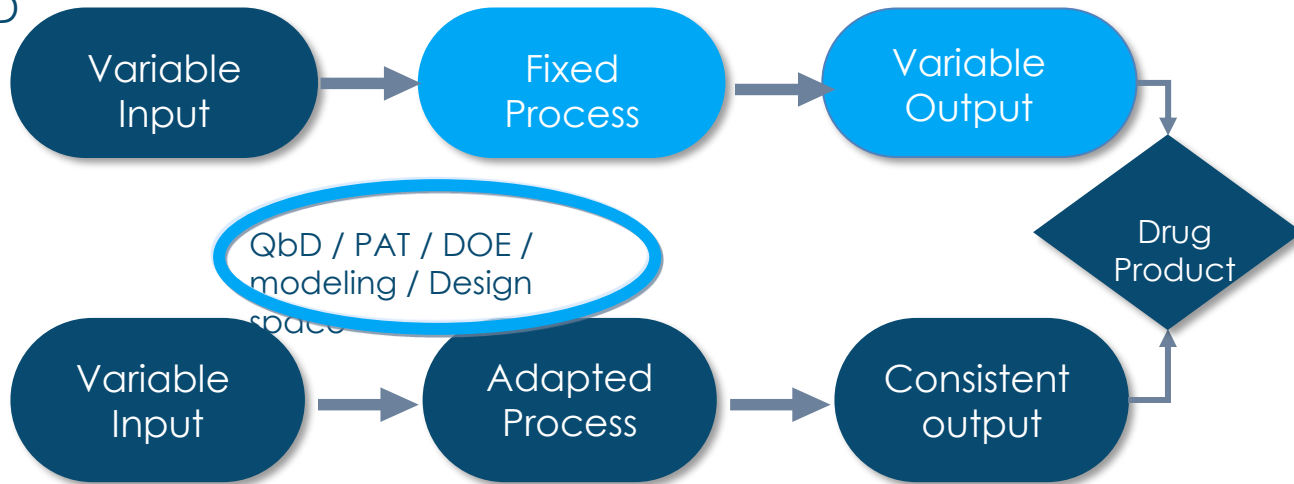 Variable
Input
Fixed
Process
Variable
Output
Drug
Product
QbD / PAT / DOE /
modeling / Design
space
Variable
Input
Adapted
Process
Consistent
output